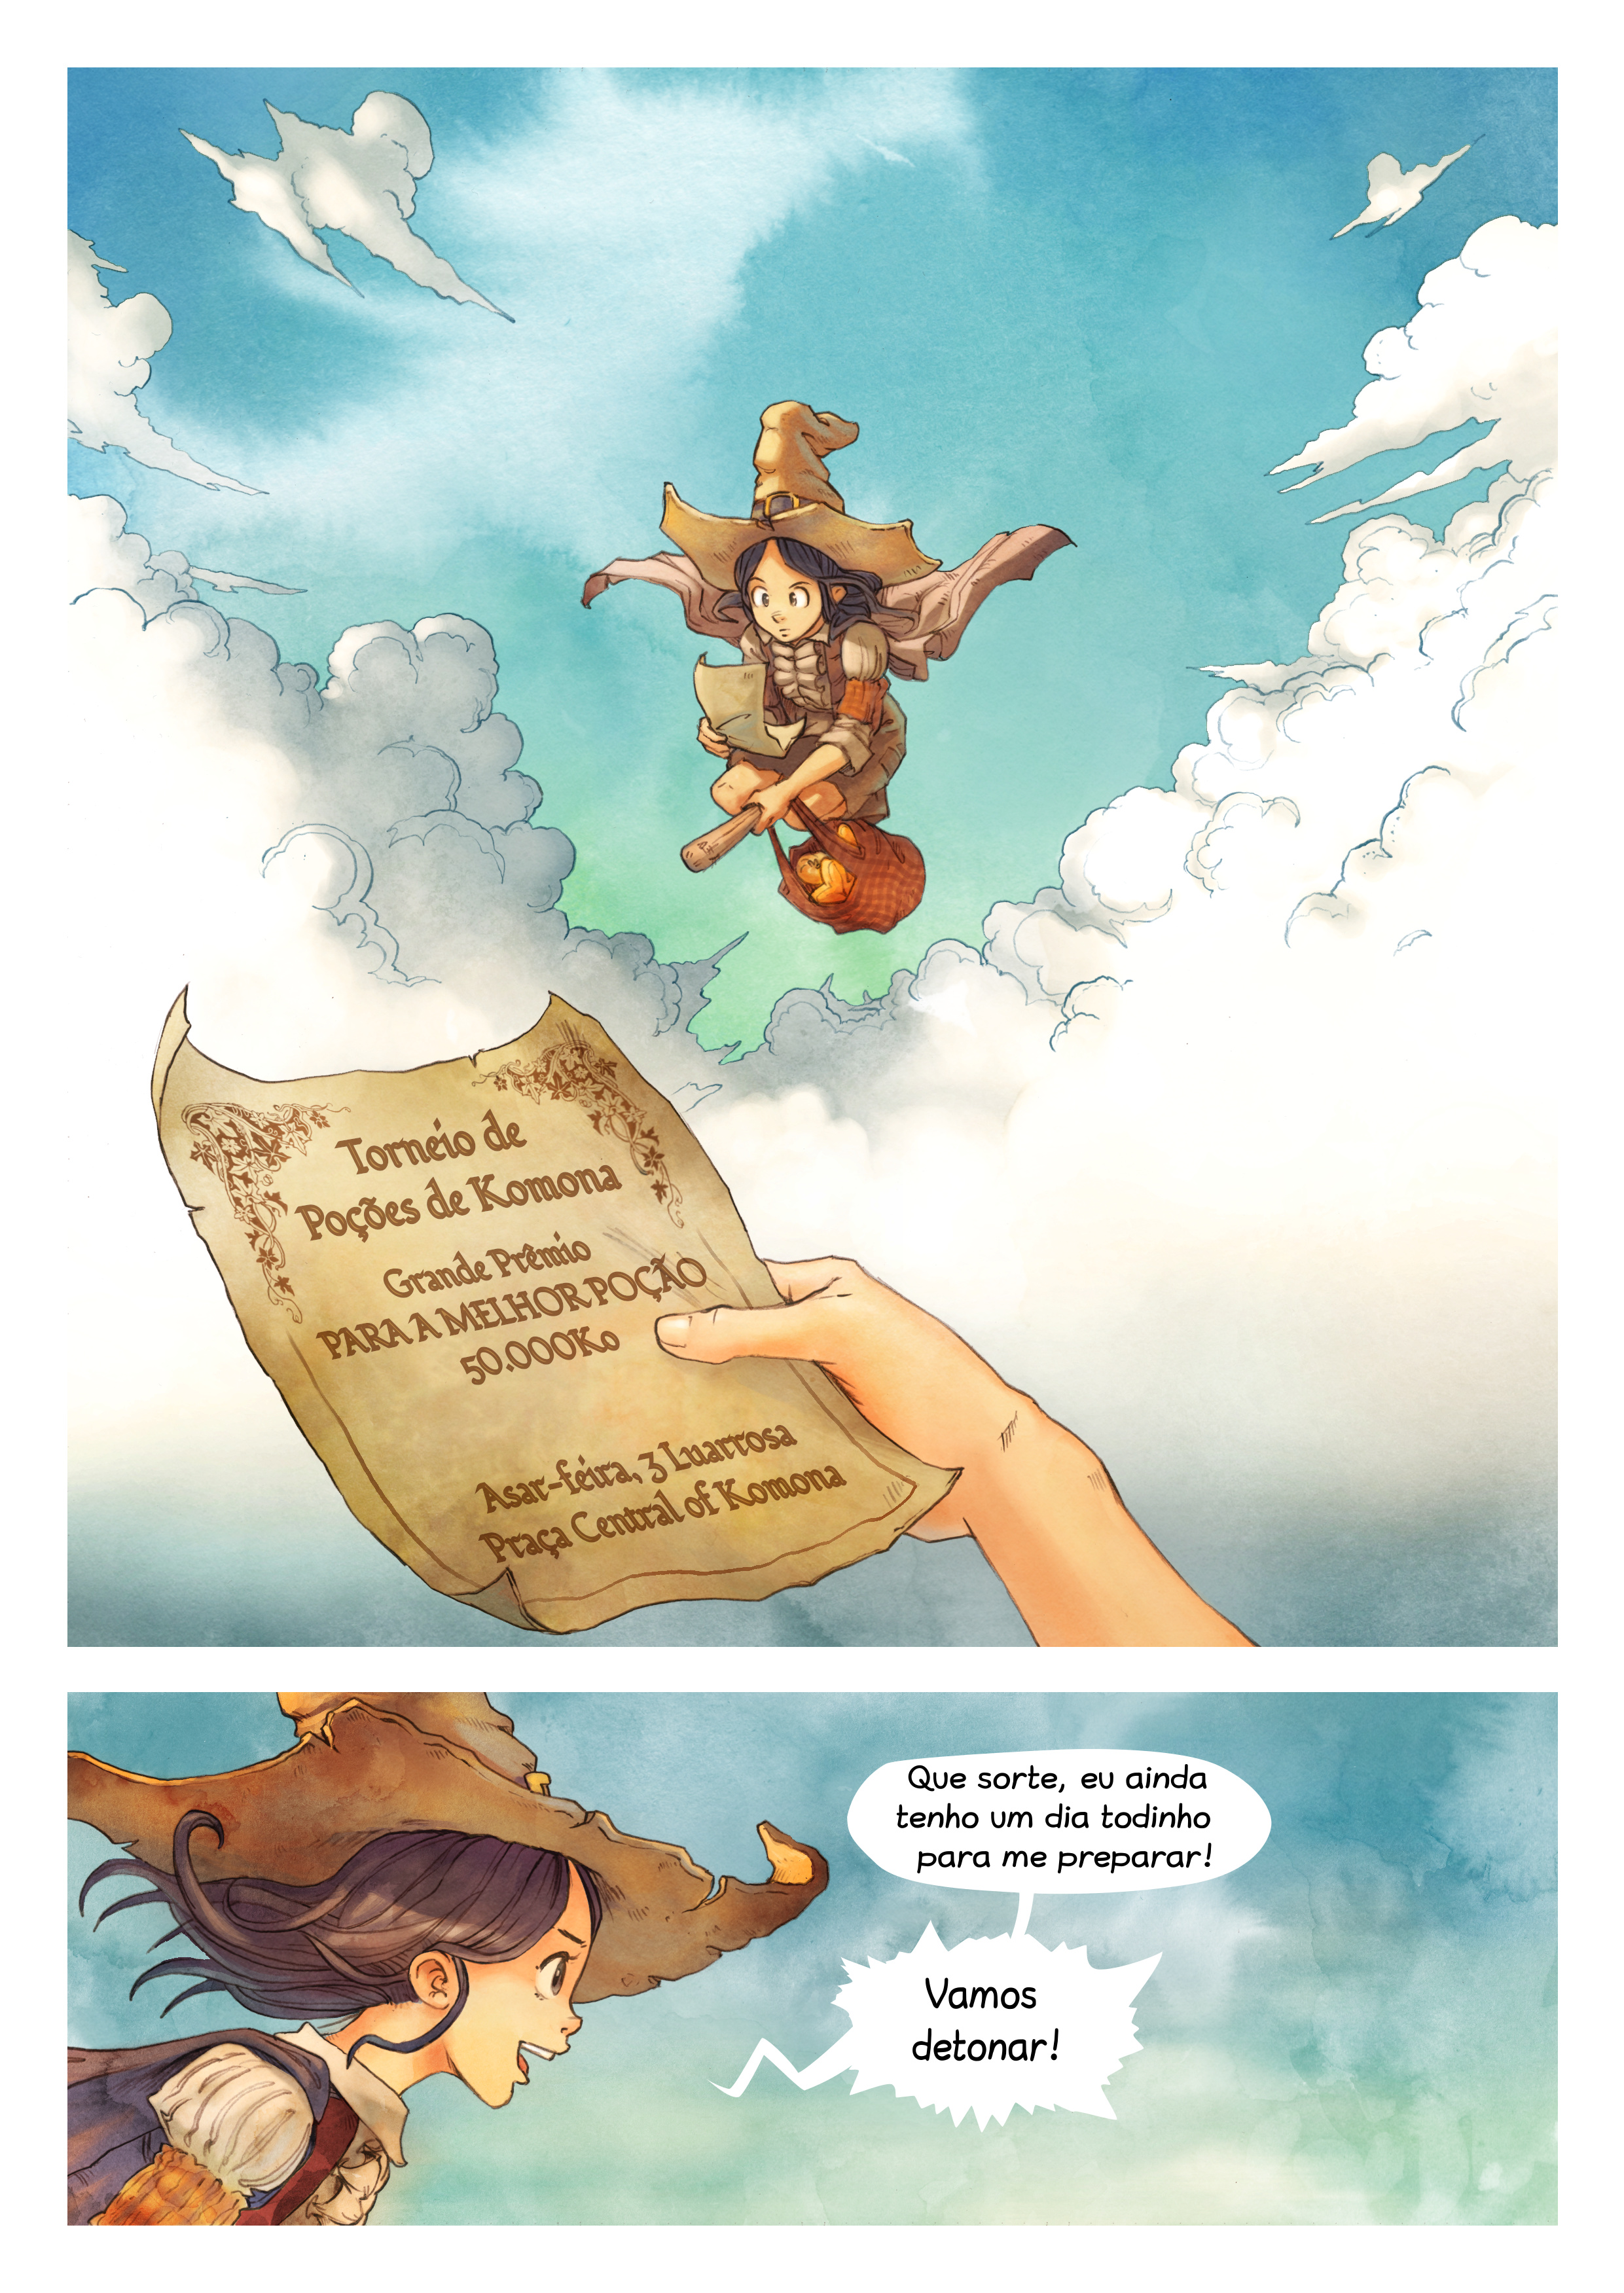 Torneio de
Poções de Komona
Grande Prêmio
PARA A MELHOR POÇÃO
50.000Ko
Asar-feira, 3 Luarrosa
Praça Central of Komona
Que sorte, eu ainda
tenho um dia todinho
para me preparar!
Vamos
detonar!